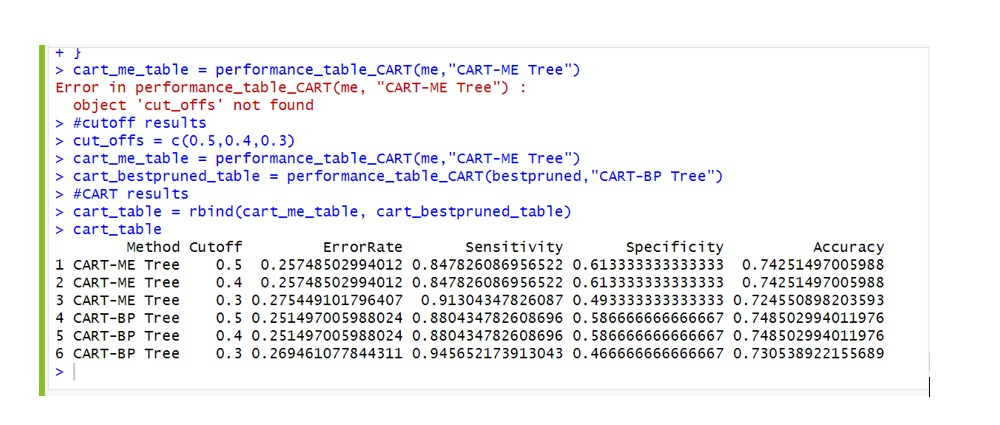 + }
> cart_me_table = performance_table_CART(me,"CART-ME Tree")
Error in performance_table_CART(me, "CART-ME Tree") :
  object 'cut_offs' not found
> #cutoff results
> cut_offs = c(0.5,0.4,0.3)
> cart_me_table = performance_table_CART(me,"CART-ME Tree")
> cart_bestpruned_table = performance_table_CART(bestpruned,"CART-BP Tree")
> #CART results
> cart_table = rbind(cart_me_table, cart_bestpruned_table)
> cart_table
        Method Cutoff         ErrorRate       Sensitivity       Specificity          Accuracy
1 CART-ME Tree    0.5  0.25748502994012 0.847826086956522 0.613333333333333  0.74251497005988
2 CART-ME Tree    0.4  0.25748502994012 0.847826086956522 0.613333333333333  0.74251497005988
3 CART-ME Tree    0.3 0.275449101796407  0.91304347826087 0.493333333333333 0.724550898203593
4 CART-BP Tree    0.5 0.251497005988024 0.880434782608696 0.586666666666667 0.748502994011976
5 CART-BP Tree    0.4 0.251497005988024 0.880434782608696 0.586666666666667 0.748502994011976
6 CART-BP Tree    0.3 0.269461077844311 0.945652173913043 0.466666666666667 0.730538922155689
>